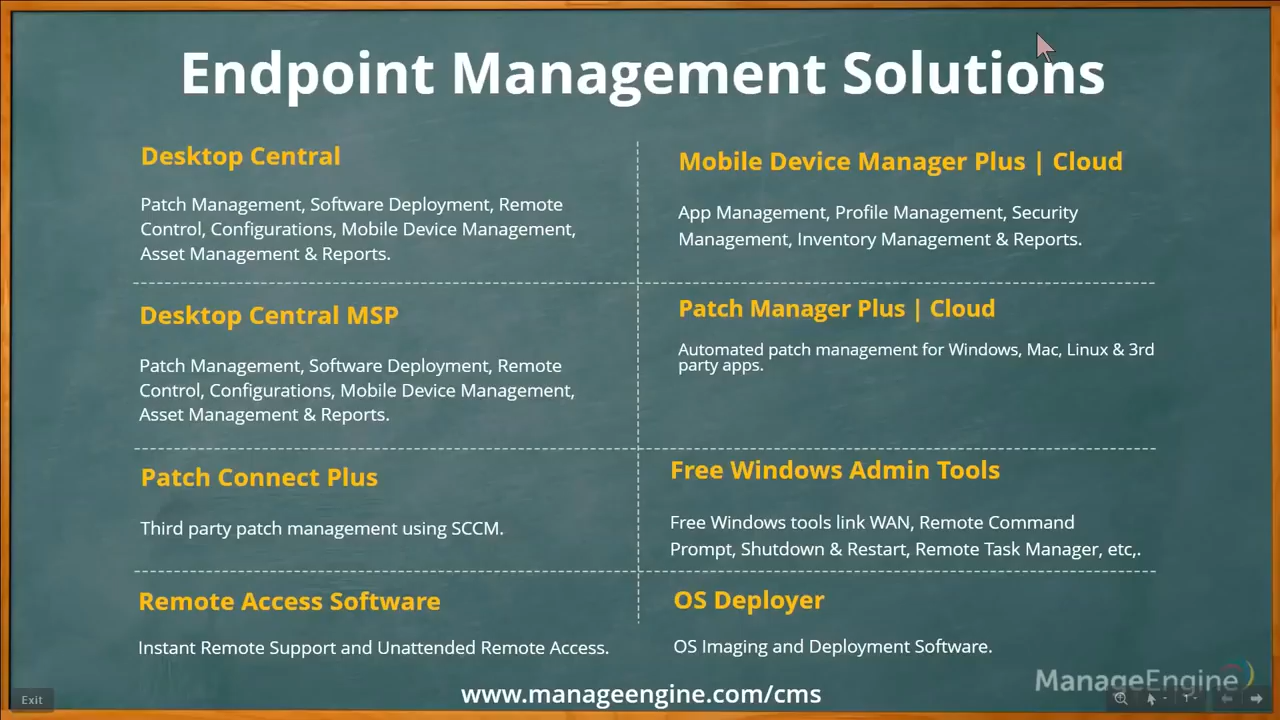 Endpoint Management Solutions
Desktop Central
Patch Management, Software Deployment, Remote
Control, Configurations, Mobile Device Management,
Asset Management & Reports.
Mobile Device Manager Plus | Cloud
App Management, Profile Management, Security
Management, Inventory Management & Reports.
Desktop Central MSP
Patch Management, Software Deployment, Remote
Control, Configurations, Mobile Device Management,
Asset Management & Reports.
Patch Manager Plus | Cloud
Automated patch management for Windows, Mac, Linux & 3rd
party apps.
Patch Connect Plus
Third party patch management using SCCM.
Free Windows Admin Tools
Free Windows tools link WAN, Remote Command
Prompt, Shutdown & Restart, Remote Task Manager, etc,.
Remote Access Software
Instant Remote Support and Unattended Remote Access.
OS Deployer
OS Imaging and Deployment Software.
ManageEngine
Exit
www.manageengine.com/cms